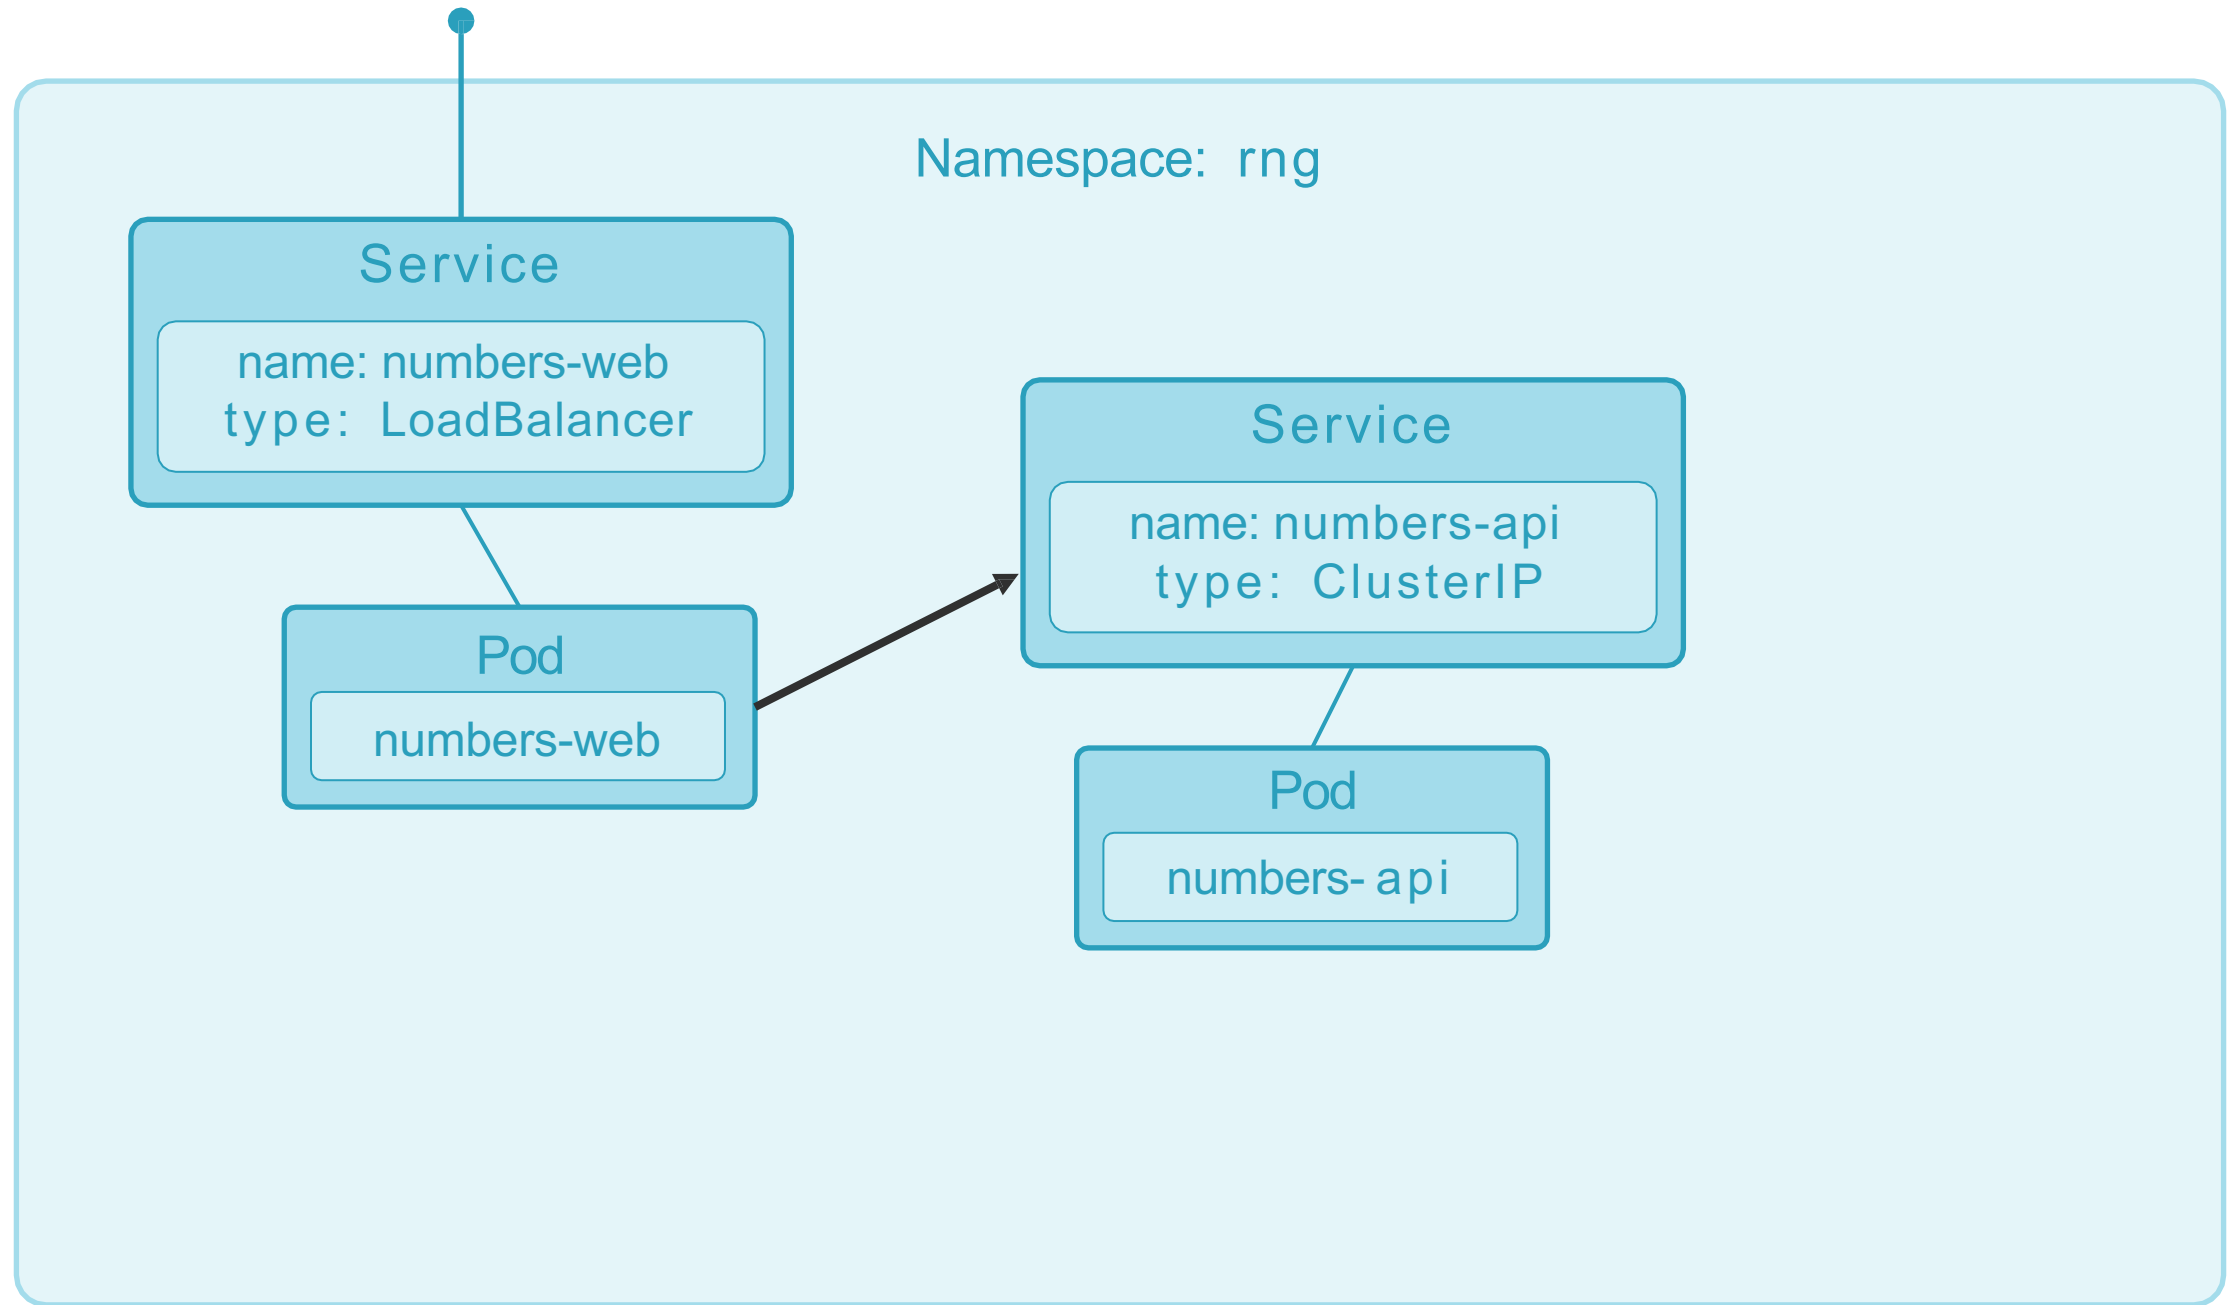 Namespace: rng
Service
name: numbers-web
type: LoadBalancer
Service
name: numbers-api
type: ClusterIP
Pod
numbers-web
Pod
numbers-api